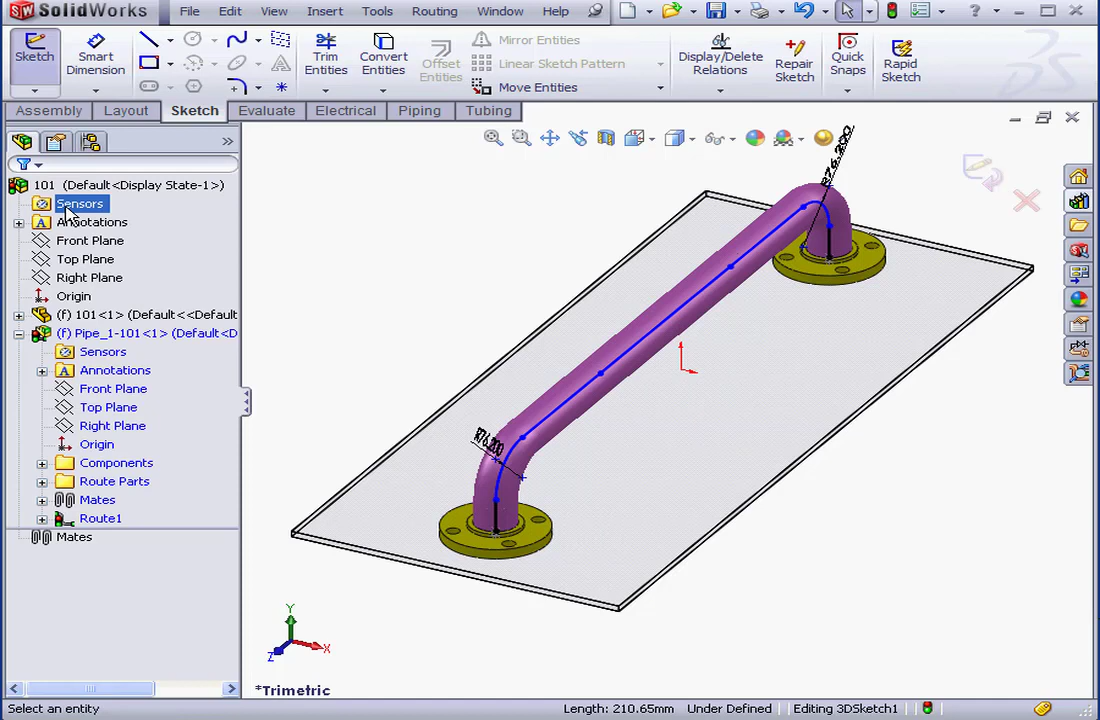 SolidWorks File Edit View Insert Tools Routing Window Help
Sketch Smart Dimension Trim Entities Convert Entities Offset Entities Mirror Entities Display/Delete Relations Repair Sketch Quick Snaps Rapid Sketch
Linear Sketch Pattern
Move Entities
Assembly Layout Sketch Evaluate Electrical Piping Tubing
101 (Default<Display State-1>)
Sensors
Annotations
Front Plane
Top Plane
Right Plane
Origin
(f) 101<1> (Default<<Default
(f) Pipe_1-101<1> (Default<D
Sensors
Annotations
Front Plane
Top Plane
Right Plane
Origin
Components
Route Parts
Mates
Route1
Mates
R76.200
R76.200
Y
X
Z
*Trimetric
Select an entity Length: 210.65mm Under Defined Editing 3DSketch1